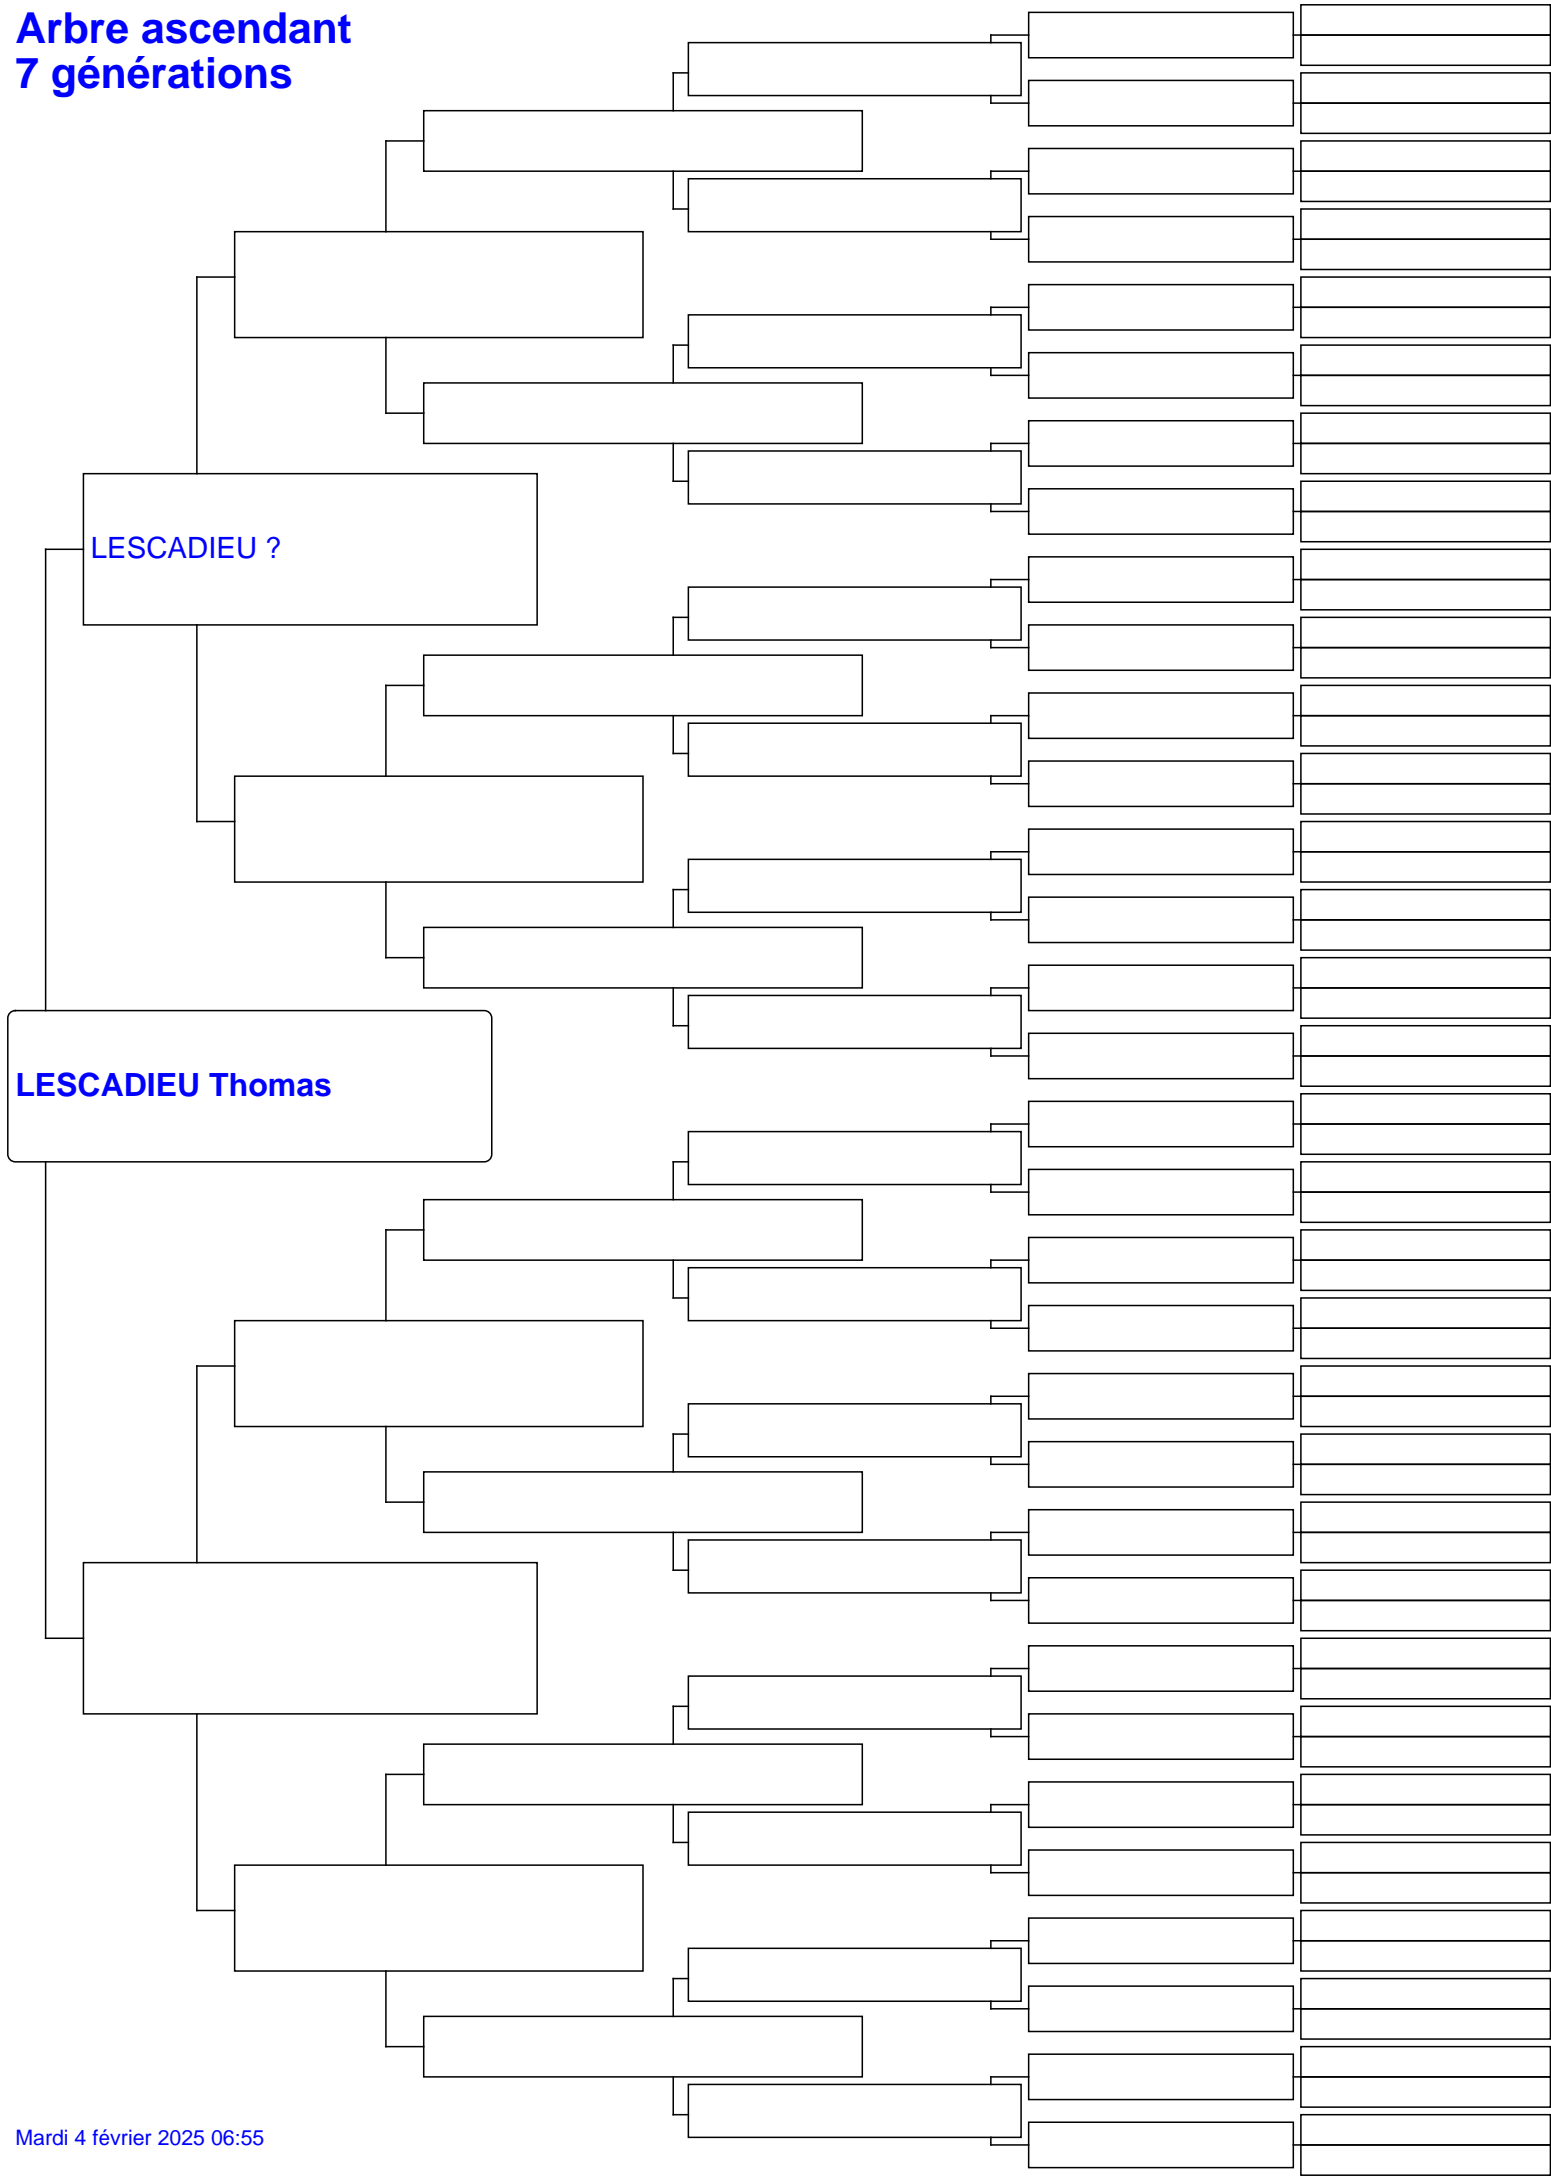 Arbre ascendant
7 générations
LESCADIEU ?
LESCADIEU Thomas
Mardi 4 février 2025 06:55